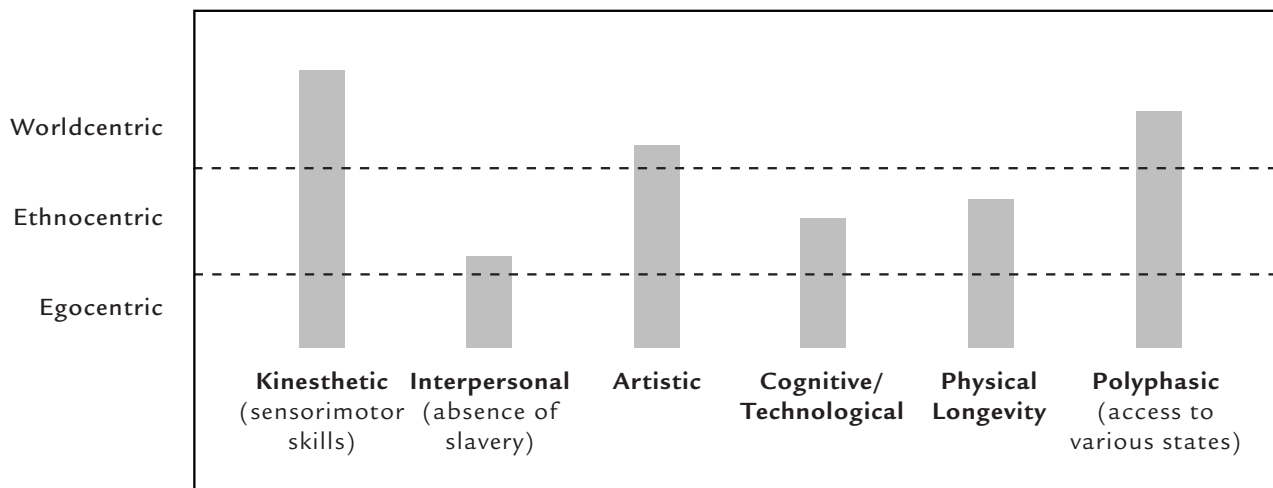 Worldcentric
Ethnocentric
Egocentric
Kinesthetic
(sensorimotor
skills)
Interpersonal
(absence of
slavery)
Artistic
Cognitive/
Technological
Physical
Longevity
Polyphasic
(access to
various states)